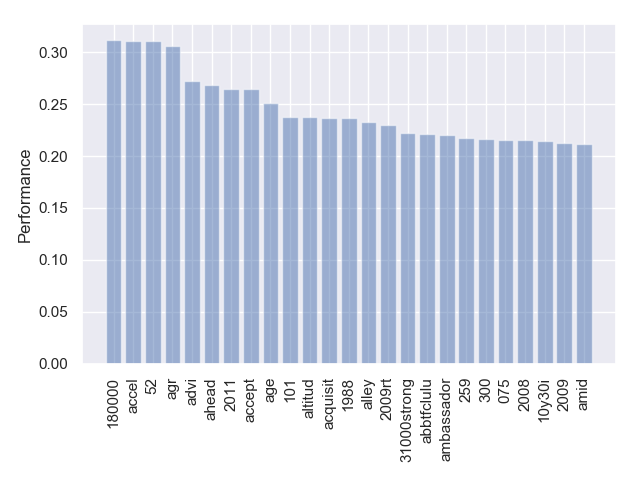 0.30
0.25
0.20
0.15
0.10
0.05
0.00
Performance
180000
accel
52
agr
advi
ahead
2011
accept
age
101
altitud
acquisit
1988
alley
2009rt
31000strong
abbtfclulu
ambassador
259
300
075
2008
10y30i
2009
amid